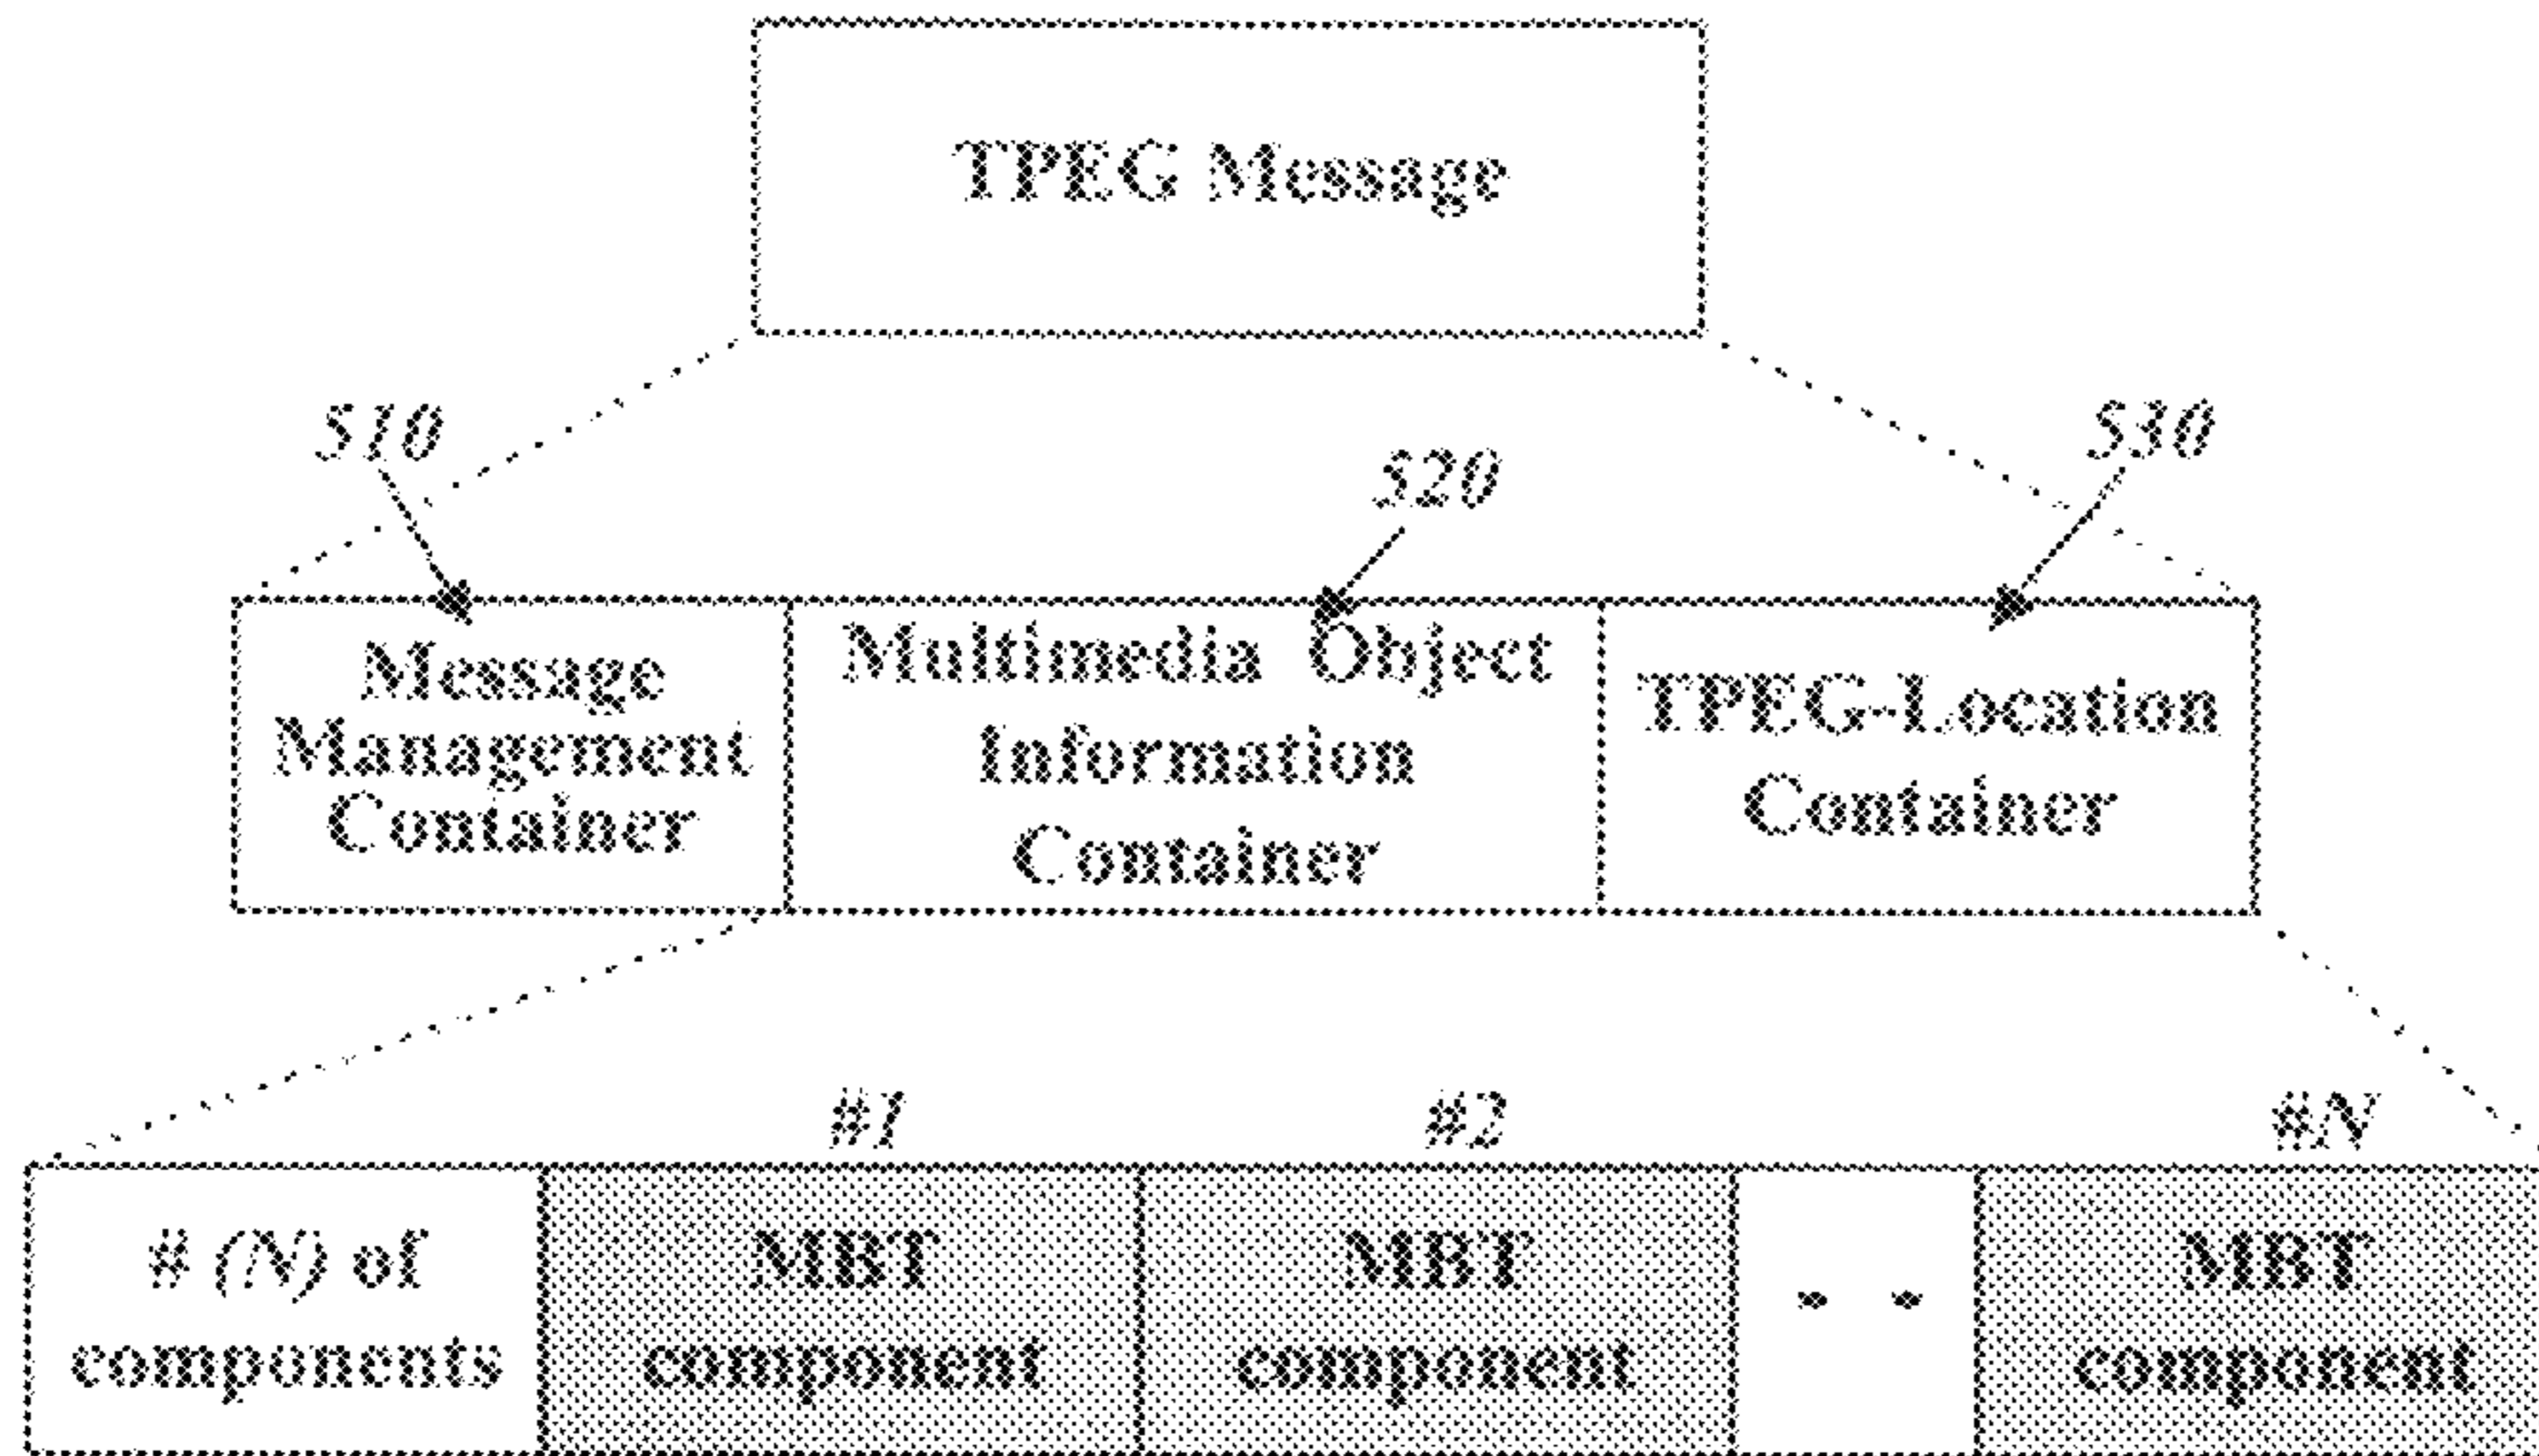 TPEG Message
510
520
530
Message
Management
Container
Multimedia Object
Information
Container
TPEG-Location
Container
#1
#2
#N
# (N) of
components
MBT
component
MBT
component
- -
MBT
component